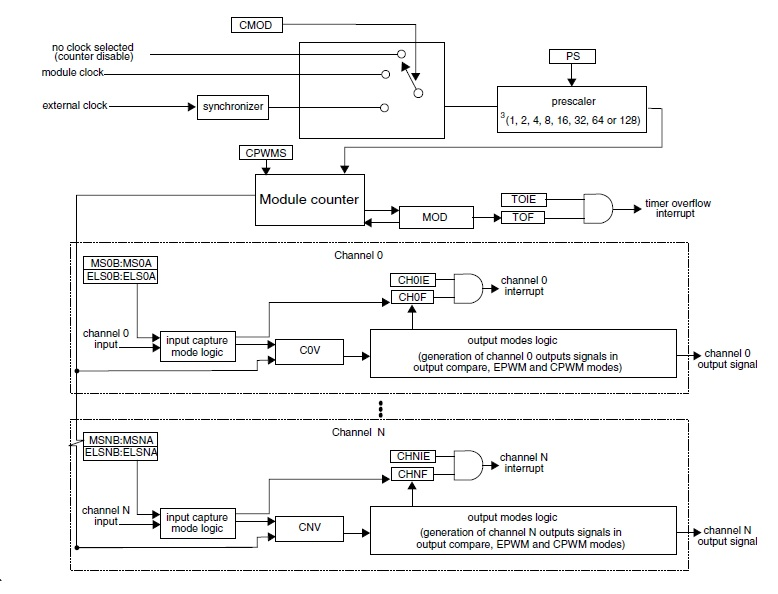 CMOD
no clock selected
(counter disable)
module clock
external clock
synchronizer
PS
prescaler
3(1, 2, 4, 8, 16, 32, 64 or 128)
CPWMS
Module counter
MOD
TOIE
TOF
timer overflow
interrupt
Channel 0
MS0B:MS0A
ELS0B:ELS0A
CH0IE
CH0F
channel 0
interrupt
channel 0
input
input capture
mode logic
C0V
output modes logic
(generation of channel 0 outputs signals in
output compare, EPWM and CPWM modes)
channel 0
output signal
Channel N
MSNB:MSNA
ELSNB:ELSNA
CHNIE
CHNF
channel N
interrupt
channel N
input
input capture
mode logic
CNV
output modes logic
(generation of channel N outputs signals in
output compare, EPWM and CPWM modes)
channel N
output signal